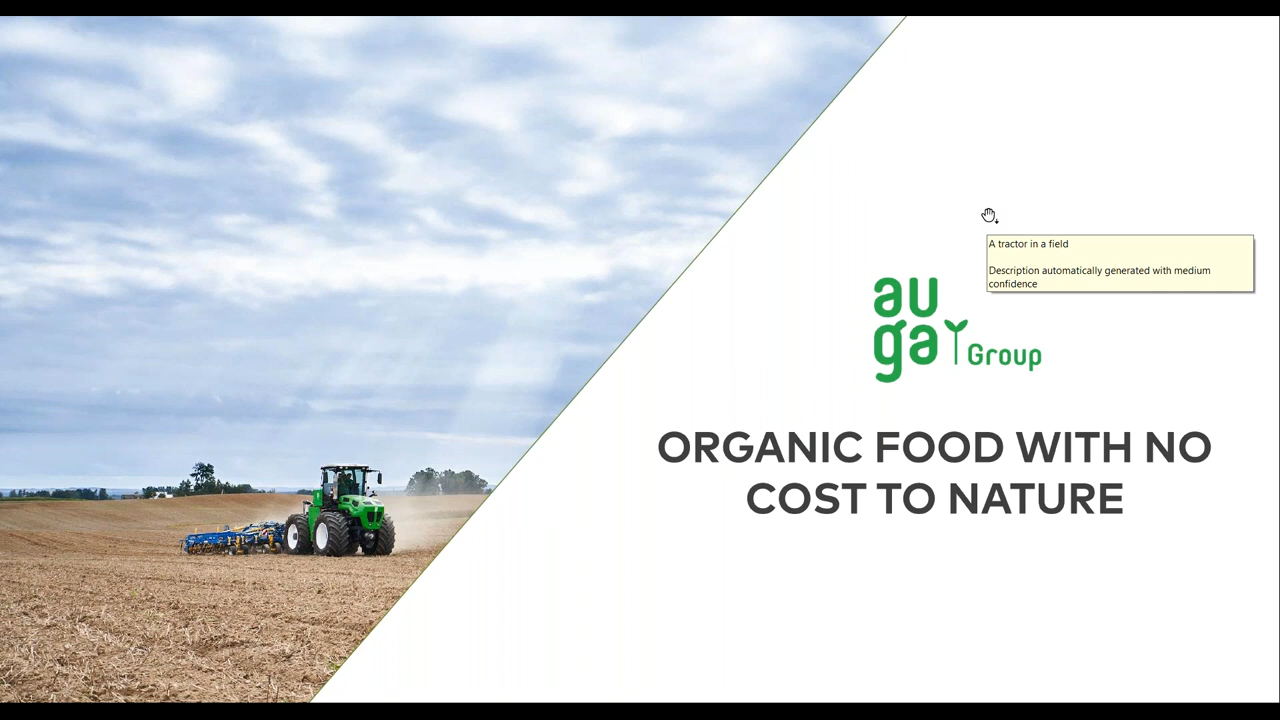 A tractor in a field
Description automatically generated with medium
confidence
au
ga Group
ORGANIC FOOD WITH NO
COST TO NATURE